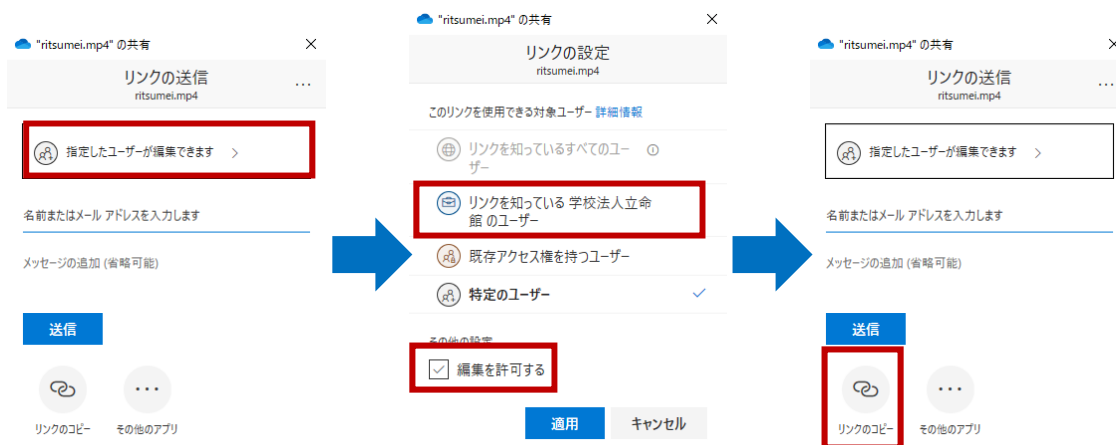 "ritsumei.mp4" の共有
リンクの送信
ritsumei.mp4
指定したユーザーが編集できます
名前またはメール アドレスを入力します
メッセージの追加 (省略可能)
送信
リンクのコピー
その他のアプリ
"ritsumei.mp4" の共有
リンクの設定
ritsumei.mp4
このリンクを使用できる対象ユーザー 詳細情報
リンクを知っているすべてのユー
ザー
リンクを知っている 学校法人立命
館 のユーザー
既存アクセス権を持つユーザー
特定のユーザー
その他の設定
編集を許可する
適用
キャンセル
"ritsumei.mp4" の共有
リンクの送信
ritsumei.mp4
指定したユーザーが編集できます
名前またはメール アドレスを入力します
メッセージの追加 (省略可能)
送信
リンクのコピー
その他のアプリ